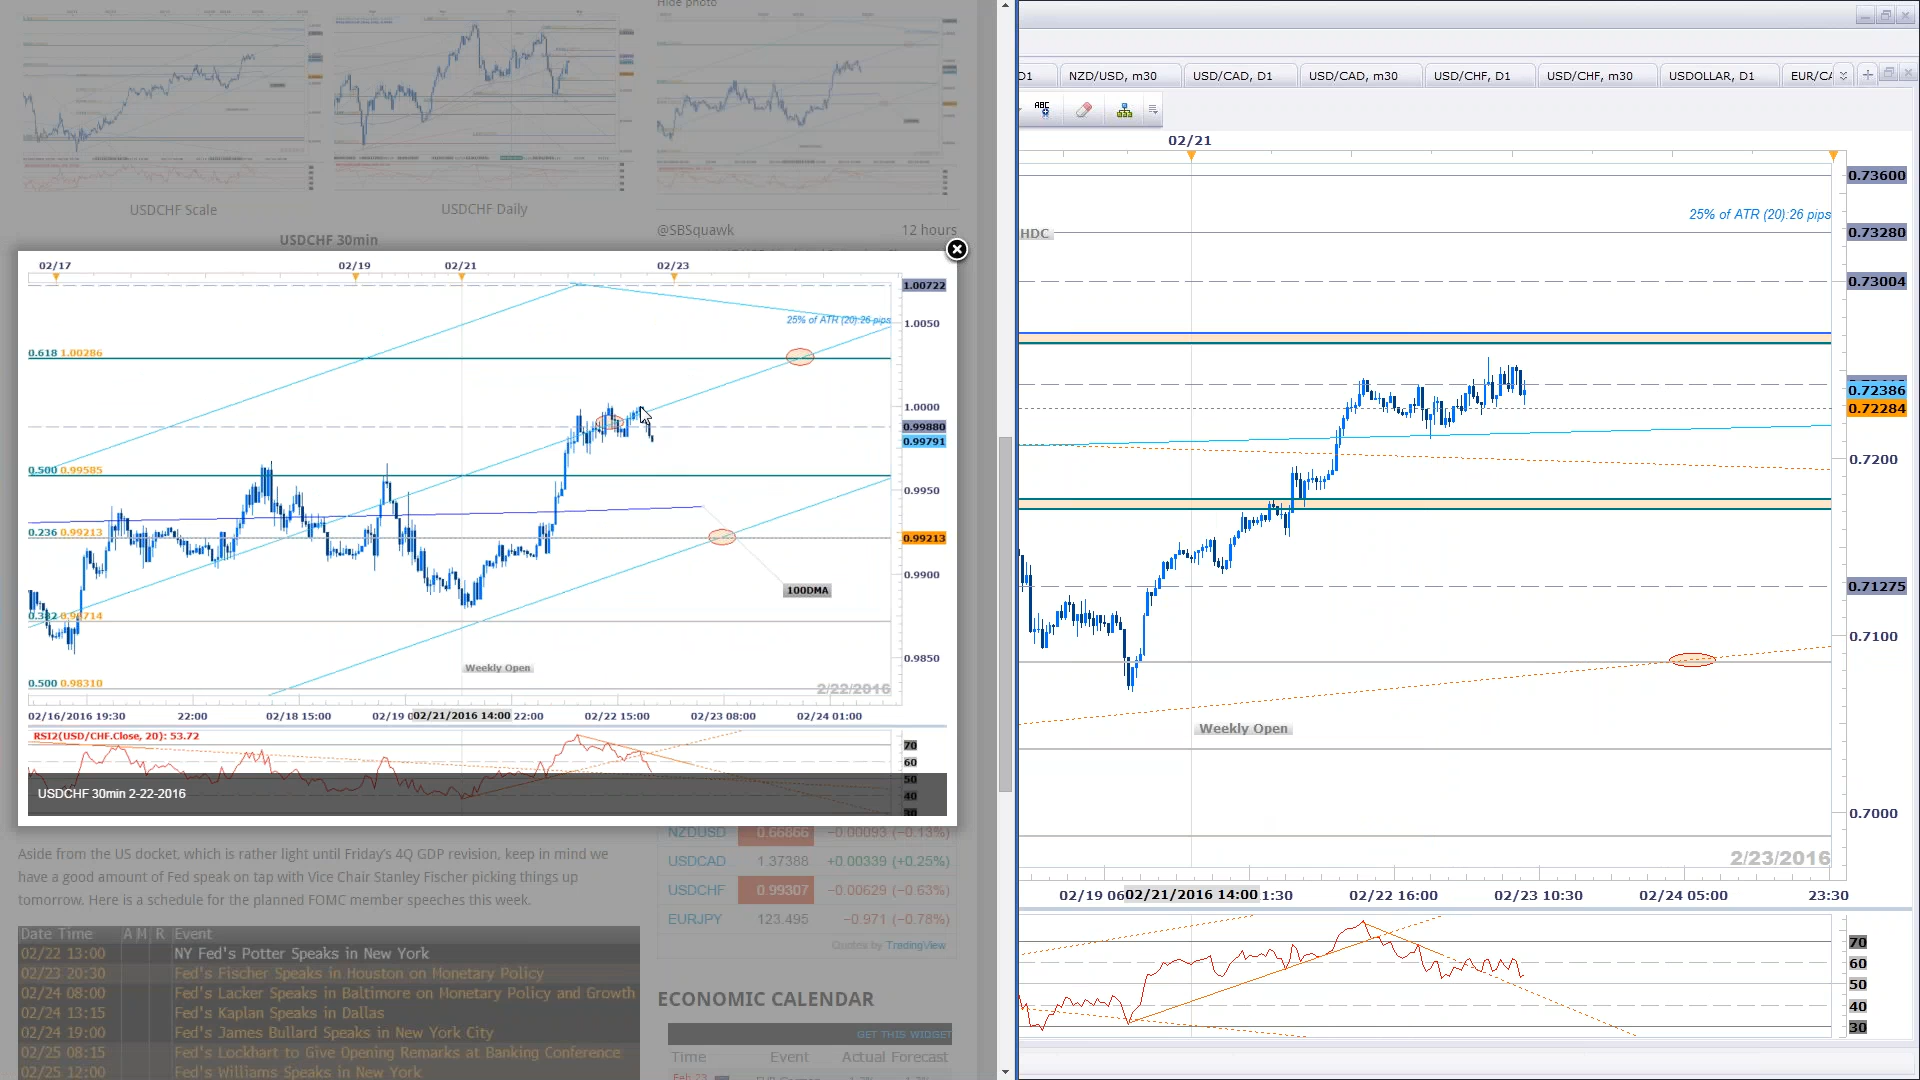 Hide photo
USDCHF Scale
USDCHF Daily
@SBSquawk
12 hours
USDCHF 30min
02/17
02/19
02/21
02/23
1.00722
25% of ATR (20):26 pips
1.0050
0.618 1.00286
1.0000
0.99880
0.99791
0.500 0.99585
0.9950
0.236 0.99213
0.99213
0.9900
100DMA
0.382
0.9850
Weekly Open
0.500 0.98310
2/22/2016
02/16/2016 19:30
22:00
02/18 15:00
02/19
02/21/2016 14:00
22:00
02/22 15:00
02/23 08:00
02/24 01:00
RSI2(USD/CHF.Close, 20): 53.72
70
60
50
40
30
USDCHF 30min 2-22-2016
Aside from the US docket, which is rather light until Friday's 4Q GDP revision, keep in mind we
have a good amount of Fed speak on tap with Vice Chair Stanley Fischer picking things up
tomorrow. Here is a schedule for the planned FOMC member speeches this week.
Date Time A M R Event
02/22 13:00 NY Fed's Potter Speaks in New York
02/23 20:30 Fed's Fischer Speaks in Houston on Monetary Policy
02/24 08:00 Fed's Lacker Speaks in Baltimore on Monetary Policy and Growth
02/24 13:15 Fed's Kaplan Speaks in Dallas
02/24 19:00 Fed's James Bullard Speaks in New York City
02/25 08:15 Fed's Lockhart to Give Opening Remarks at Banking Conference
02/25 12:00 Fed's Williams Speaks in New York
NZDUSD 0.66866 −0.00093 (−0.13%)
USDCAD 1.37388 +0.00339 (+0.25%)
USDCHF 0.99307 −0.00629 (−0.63%)
EURJPY 123.495 −0.971 (−0.78%)
Quotes by TradingView
ECONOMIC CALENDAR
GET THIS WIDGET
Time Event Actual Forecast
D1
NZD/USD, m30
USD/CAD, D1
USD/CAD, m30
USD/CHF, D1
USD/CHF, m30
USDOLLAR, D1
EUR/CA
ABC
02/21
0.73600
25% of ATR (20):26 pips
HDC
0.73280
0.73004
0.72386
0.72284
0.7200
0.71275
0.7100
Weekly Open
0.7000
2/23/2016
02/19 06
02/21/2016 14:00
1:30
02/22 16:00
02/23 10:30
02/24 05:00
23:30
70
60
50
40
30